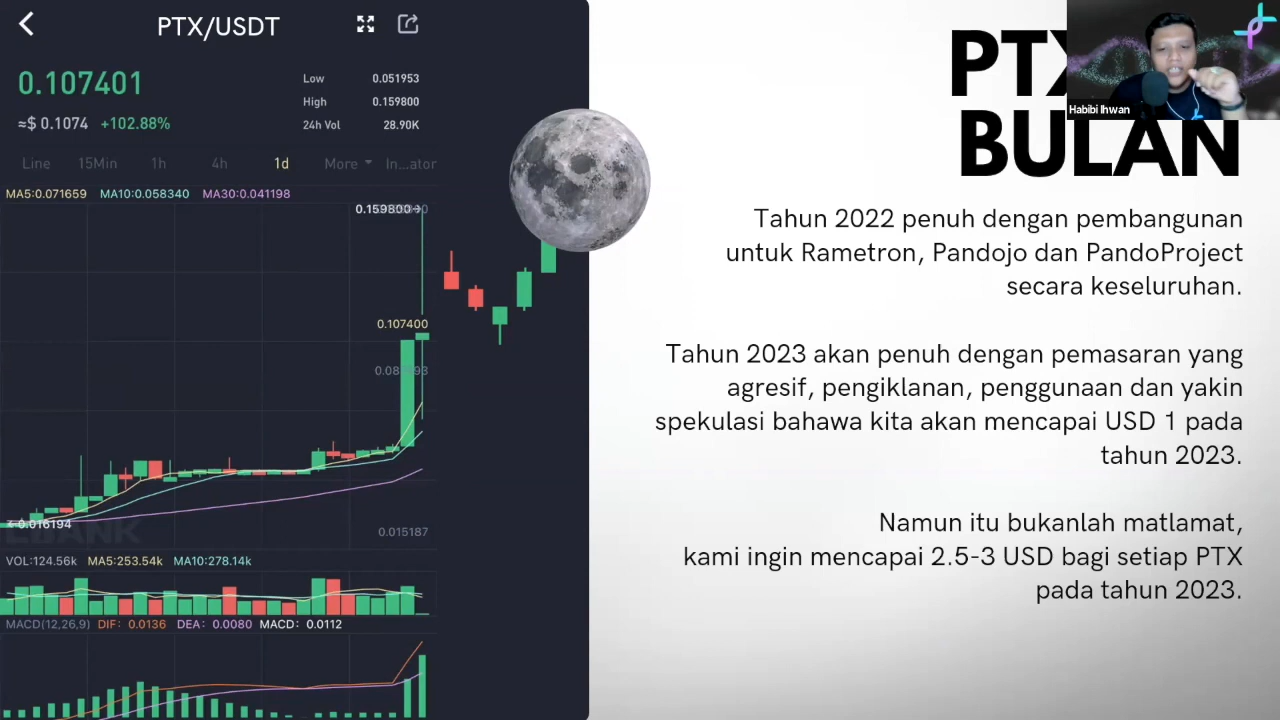 PTX/USDT
0.107401
≈$ 0.1074 +102.88%
Low 0.051953
High 0.159800
24h Vol 28.90K
Line 15Min 1h 4h 1d More In...ator
MA5:0.071659 MA10:0.058340 MA30:0.041198
0.159800
0.107400
0.016194
0.015187
VOL:124.56k MA5:253.54k MA10:278.14k
MACD(12,26,9) DIF: 0.0136 DEA: 0.0080 MACD: 0.0112
Habibi Ihwan
PTX
BULAN
Tahun 2022 penuh dengan pembangunan
untuk Rametron, Pandojo dan PandoProject
secara keseluruhan.
Tahun 2023 akan penuh dengan pemasaran yang
agresif, pengiklanan, penggunaan dan yakin
spekulasi bahawa kita akan mencapai USD 1 pada
tahun 2023.
Namun itu bukanlah matlamat,
kami ingin mencapai 2.5-3 USD bagi setiap PTX
pada tahun 2023.